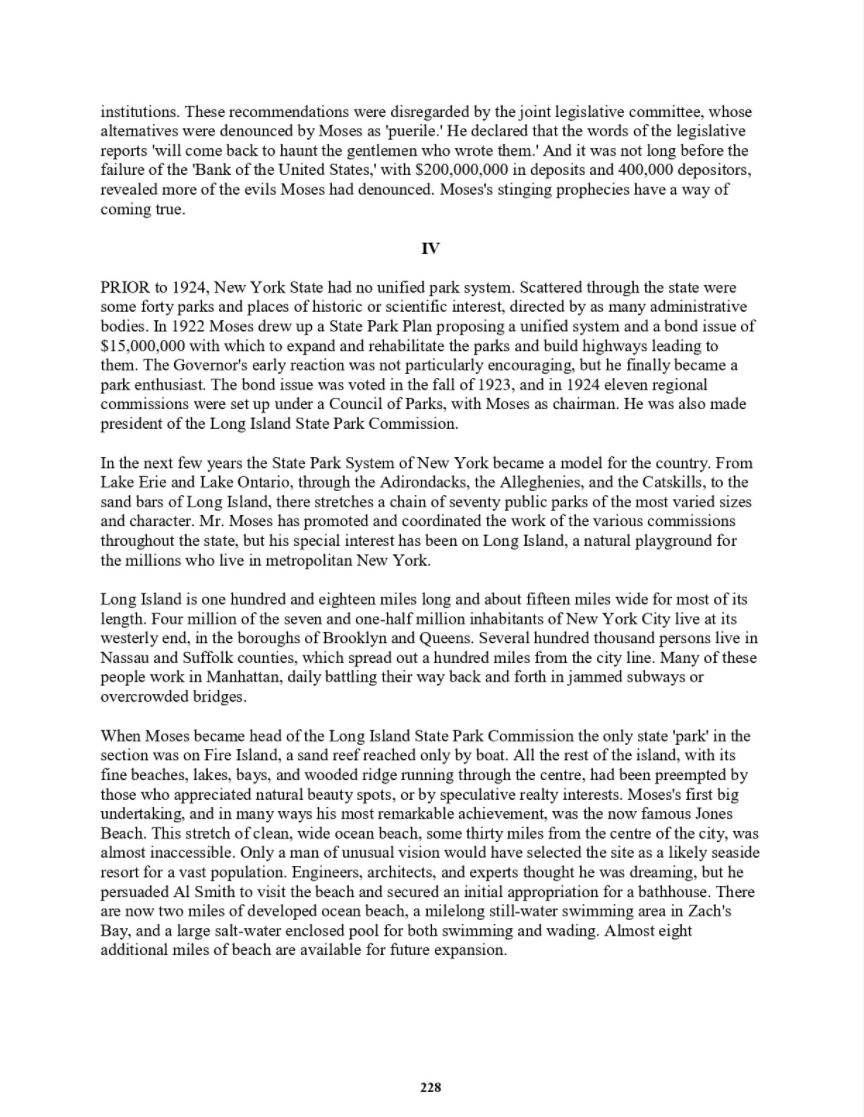 institutions. These recommendations were disregarded by the joint legislative committee, whose
alternatives were denounced by Moses as 'puerile.' He declared that the words of the legislative
reports 'will come back to haunt the gentlemen who wrote them.' And it was not long before the
failure of the 'Bank of the United States,' with $200,000,000 in deposits and 400,000 depositors,
revealed more of the evils Moses had denounced. Moses's stinging prophecies have a way of
coming true.
IV
PRIOR to 1924, New York State had no unified park system. Scattered through the state were
some forty parks and places of historic or scientific interest, directed by as many administrative
bodies. In 1922 Moses drew up a State Park Plan proposing a unified system and a bond issue of
$15,000,000 with which to expand and rehabilitate the parks and build highways leading to
them. The Governor's early reaction was not particularly encouraging, but he finally became a
park enthusiast. The bond issue was voted in the fall of 1923, and in 1924 eleven regional
commissions were set up under a Council of Parks, with Moses as chairman. He was also made
president of the Long Island State Park Commission.
In the next few years the State Park System of New York became a model for the country. From
Lake Erie and Lake Ontario, through the Adirondacks, the Alleghenies, and the Catskills, to the
sand bars of Long Island, there stretches a chain of seventy public parks of the most varied sizes
and character. Mr. Moses has promoted and coordinated the work of the various commissions
throughout the state, but his special interest has been on Long Island, a natural playground for
the millions who live in metropolitan New York.
Long Island is one hundred and eighteen miles long and about fifteen miles wide for most of its
length. Four million of the seven and one-half million inhabitants of New York City live at its
westerly end, in the boroughs of Brooklyn and Queens. Several hundred thousand persons live in
Nassau and Suffolk counties, which spread out a hundred miles from the city line. Many of these
people work in Manhattan, daily battling their way back and forth in jammed subways or
overcrowded bridges.
When Moses became head of the Long Island State Park Commission the only state 'park' in the
section was on Fire Island, a sand reef reached only by boat. All the rest of the island, with its
fine beaches, lakes, bays, and wooded ridge running through the centre, had been preempted by
those who appreciated natural beauty spots, or by speculative realty interests. Moses's first big
undertaking, and in many ways his most remarkable achievement, was the now famous Jones
Beach. This stretch of clean, wide ocean beach, some thirty miles from the centre of the city, was
almost inaccessible. Only a man of unusual vision would have selected the site as a likely seaside
resort for a vast population. Engineers, architects, and experts thought he was dreaming, but he
persuaded Al Smith to visit the beach and secured an initial appropriation for a bathhouse. There
are now two miles of developed ocean beach, a milelong still-water swimming area in Zach's
Bay, and a large salt-water enclosed pool for both swimming and wading. Almost eight
additional miles of beach are available for future expansion.
228